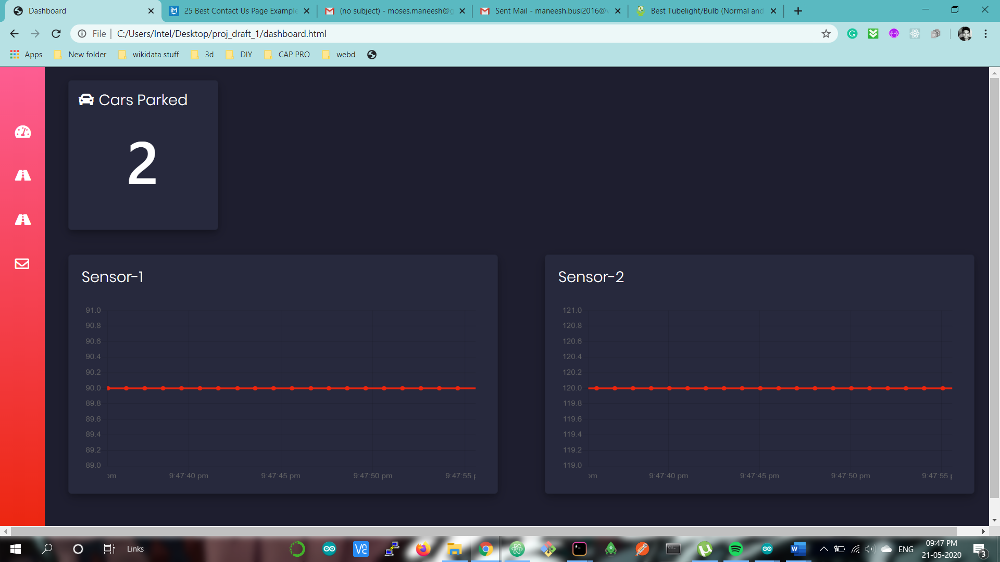 Dashboard
25 Best Contact Us Page Example
(no subject) - moses.maneesh@g
Sent Mail - maneesh.busi2016@v
Best Tubelight/Bulb (Normal and
File
C:/Users/Intel/Desktop/proj_draft_1/dashboard.html
Apps
New folder
wikidata stuff
3d
DIY
CAP PRO
webd
Cars Parked
2
Sensor-1
91.0
90.8
90.6
90.4
90.2
90.0
89.8
89.6
89.4
89.2
89.0
pm
9:47:40 pm
9:47:45 pm
9:47:50 pm
9:47:55 p
Sensor-2
121.0
120.8
120.6
120.4
120.2
120.0
119.8
119.6
119.4
119.2
119.0
pm
9:47:40 pm
9:47:45 pm
9:47:50 pm
9:47:55 p
Links
ENG
09:47 PM
21-05-2020
3